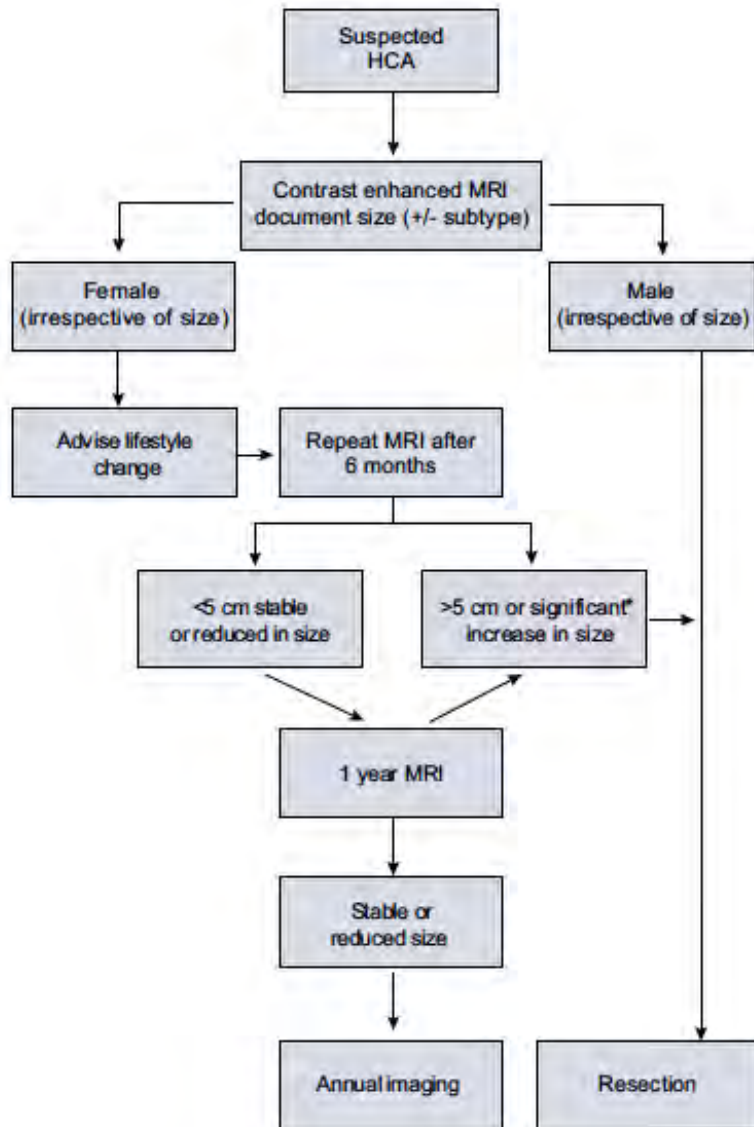 Suspected
HCA
Contrast enhanced MRI
document size (+/- subtype)
Female
(irrespective of size)
Male
(irrespective of size)
Advise lifestyle
change
Repeat MRI after
6 months
<5 cm stable
or reduced in size
>5 cm or significant*
increase in size
1 year MRI
Stable or
reduced size
Annual imaging
Resection